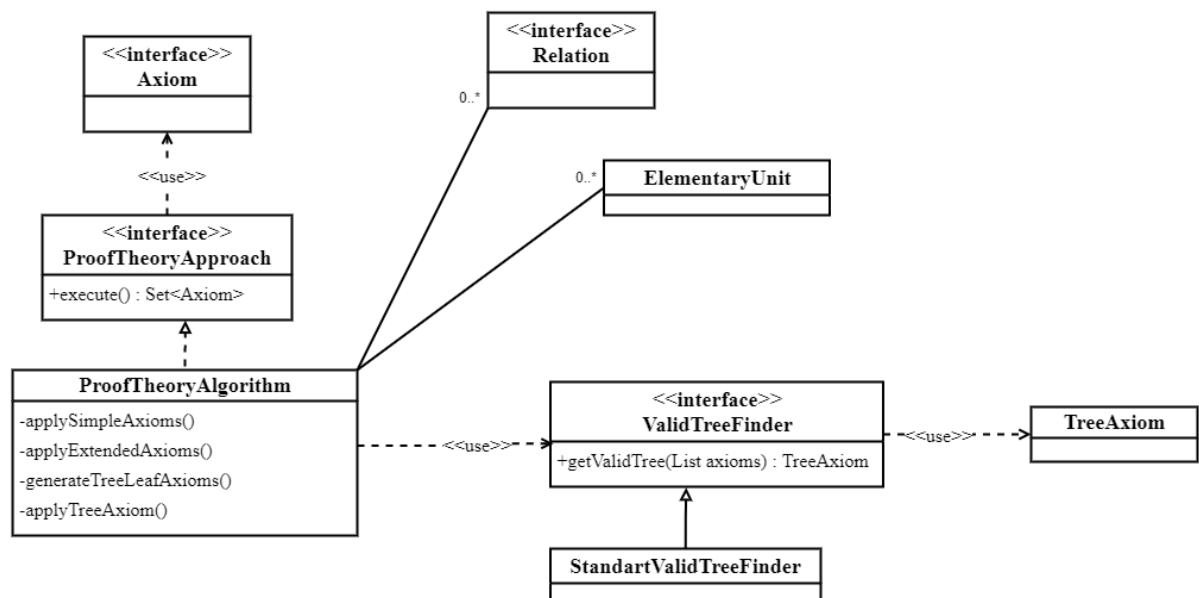 <<interface>>
Axiom
<<interface>>
Relation
0..*
<<use>>
0..*
ElementaryUnit
<<interface>>
ProofTheoryApproach
+execute() : Set<Axiom>
ProofTheoryAlgorithm
-applySimpleAxioms()
-applyExtendedAxioms()
-generateTreeLeafAxioms()
-applyTreeAxiom()
<<use>>
<<interface>>
ValidTreeFinder
+getValidTree(List axioms) : TreeAxiom
<<use>>
TreeAxiom
StandartValidTreeFinder